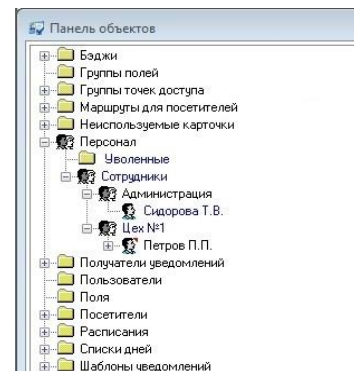 Панель объектов
Бэджи
Группы полей
Группы точек доступа
Маршруты для посетителей
Неиспользуемые карточки
Персонал
Уволенные
Сотрудники
Администрация
Сидорова Т.В.
Цех №1
Петров П.П.
Получатели уведомлений
Пользователи
Поля
Посетители
Расписания
Списки дней
Шаблоны уведомлений